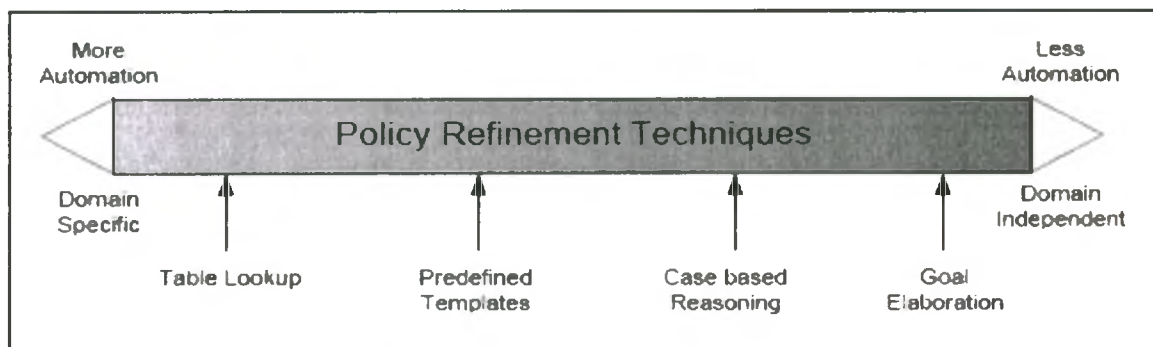 More
Automation
Less
Automation
Policy Refinement Techniques
Domain
Specific
Domain
Independent
Table Lookup
Predefined
Templates
Case based
Reasoning
Goal
Elaboration